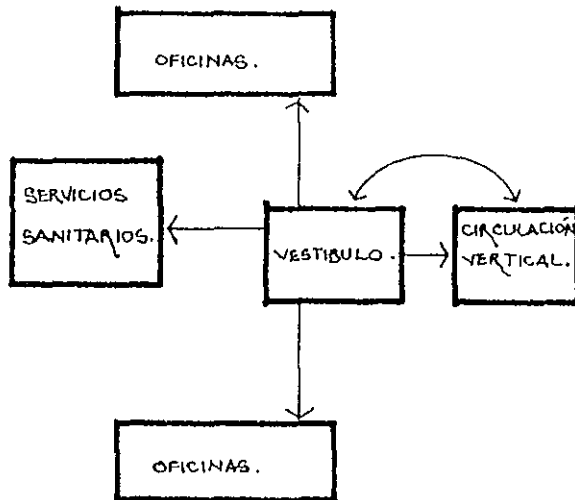 OFICINAS.
SERVICIOS
SANITARIOS.
VESTIBULO.
CIRCULACIÓN
VERTICAL.
OFICINAS.